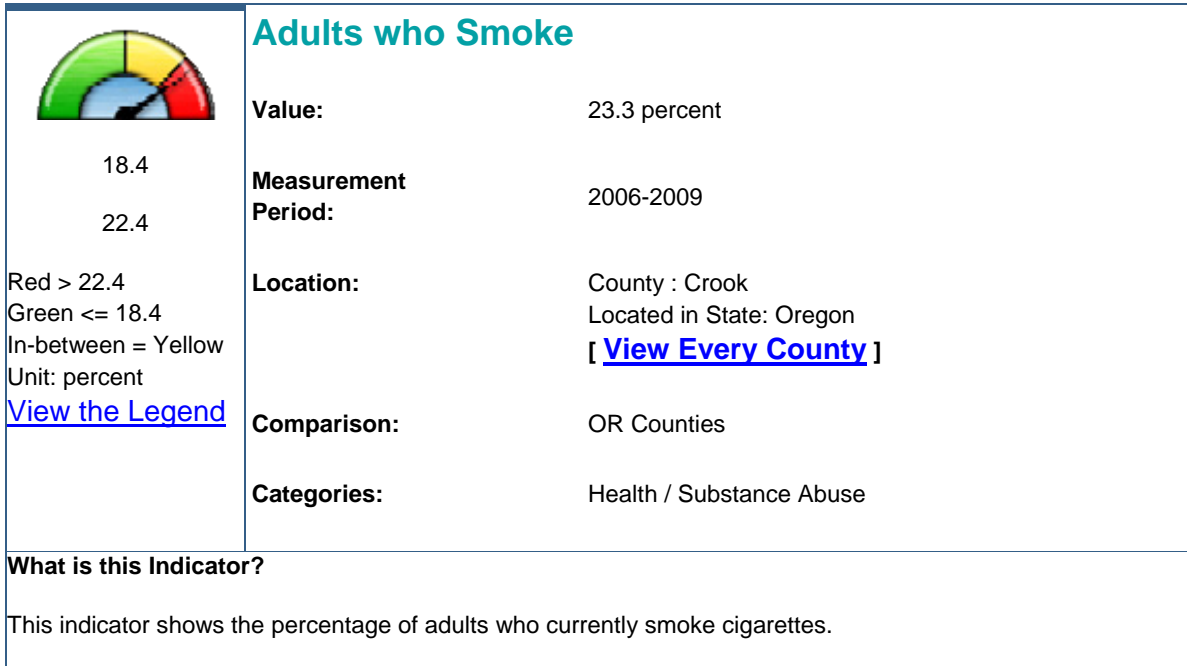 Adults who Smoke
18.4
22.4
Red > 22.4
Green <= 18.4
In-between = Yellow
Unit: percent
View the Legend
Value: 23.3 percent
Measurement
Period: 2006-2009
Location: County : Crook
Located in State: Oregon
[ View Every County ]
Comparison: OR Counties
Categories: Health / Substance Abuse
What is this Indicator?
This indicator shows the percentage of adults who currently smoke cigarettes.